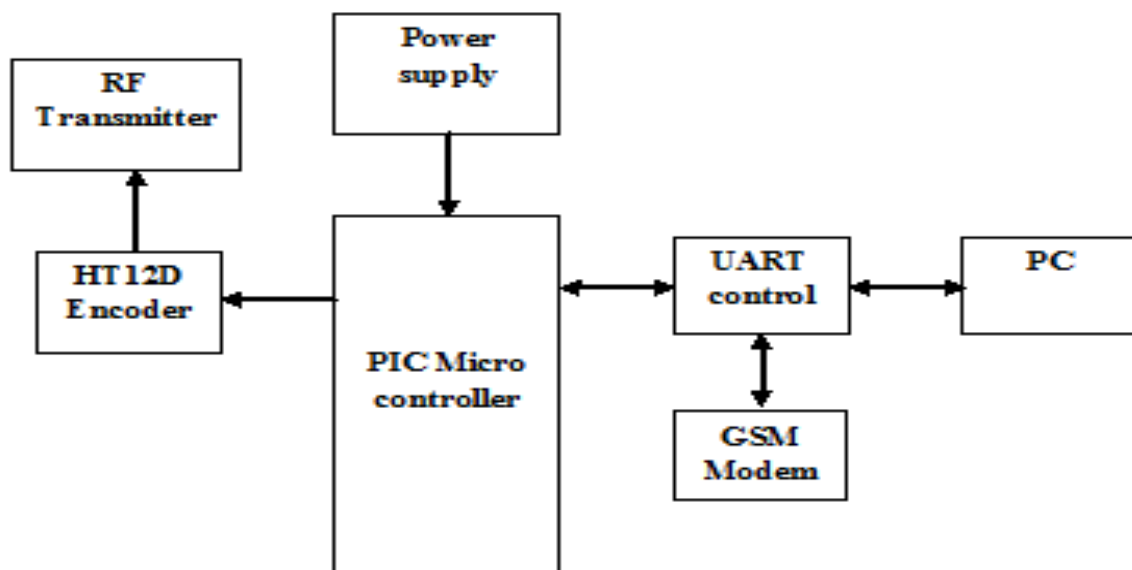 Power
supply
RF
Transmitter
HT12D
Encoder
UART
control
PC
PIC Micro
controller
GSM
Modem